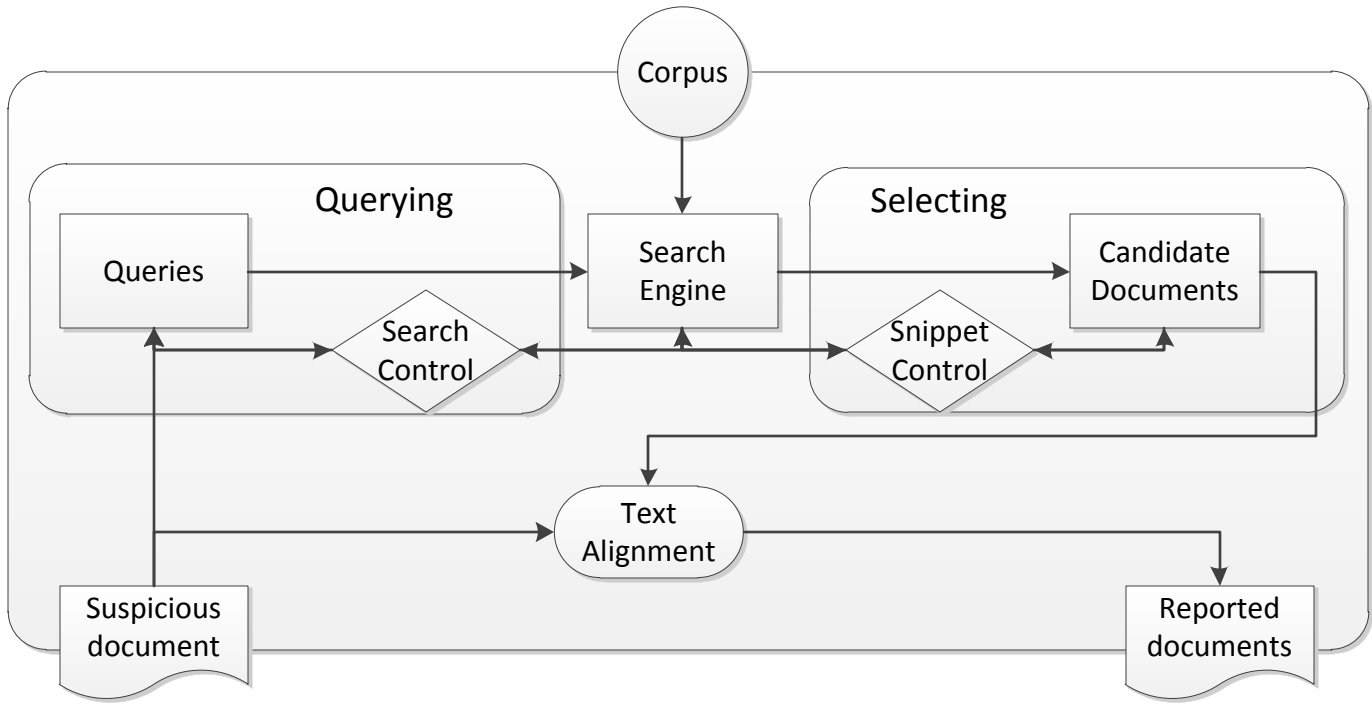 Corpus
Querying
Selecting
Queries
Search
Engine
Candidate
Documents
Search
Control
Snippet
Control
Text
Alignment
Suspicious
document
Reported
documents